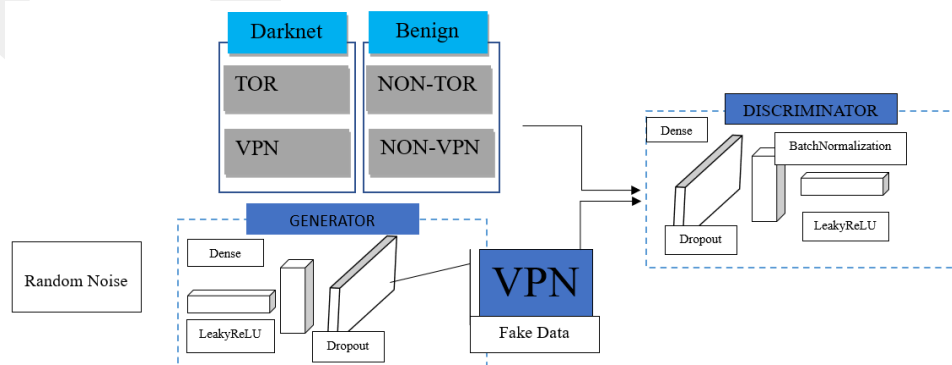 Darknet
Benign
TOR
NON-TOR
VPN
NON-VPN
DISCRIMINATOR
Dense
BatchNormalization
Dropout
LeakyReLU
GENERATOR
Dense
Random Noise
LeakyReLU
Dropout
VPN
Fake Data